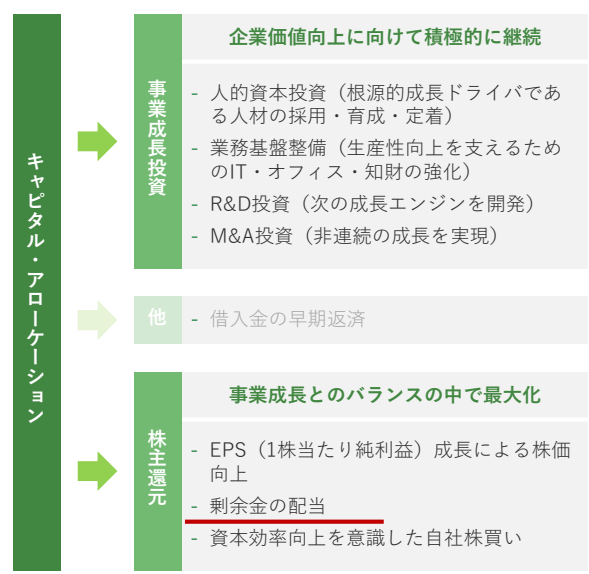 キャピタル・アローケーション
事業成長投資
企業価値向上に向けて積極的に継続
- 人的資本投資（根源的成長ドライバであ
る人材の採用・育成・定着）
- 業務基盤整備（生産性向上を支えるため
のIT・オフィス・知財の強化）
- R&D投資（次の成長エンジンを開発）
- M&A投資（非連続の成長を実現）
他
- 借入金の早期返済
株主還元
事業成長とのバランスの中で最大化
- EPS（1株当たり純利益）成長による株価
向上
- 剰余金の配当
- 資本効率向上を意識した自社株買い